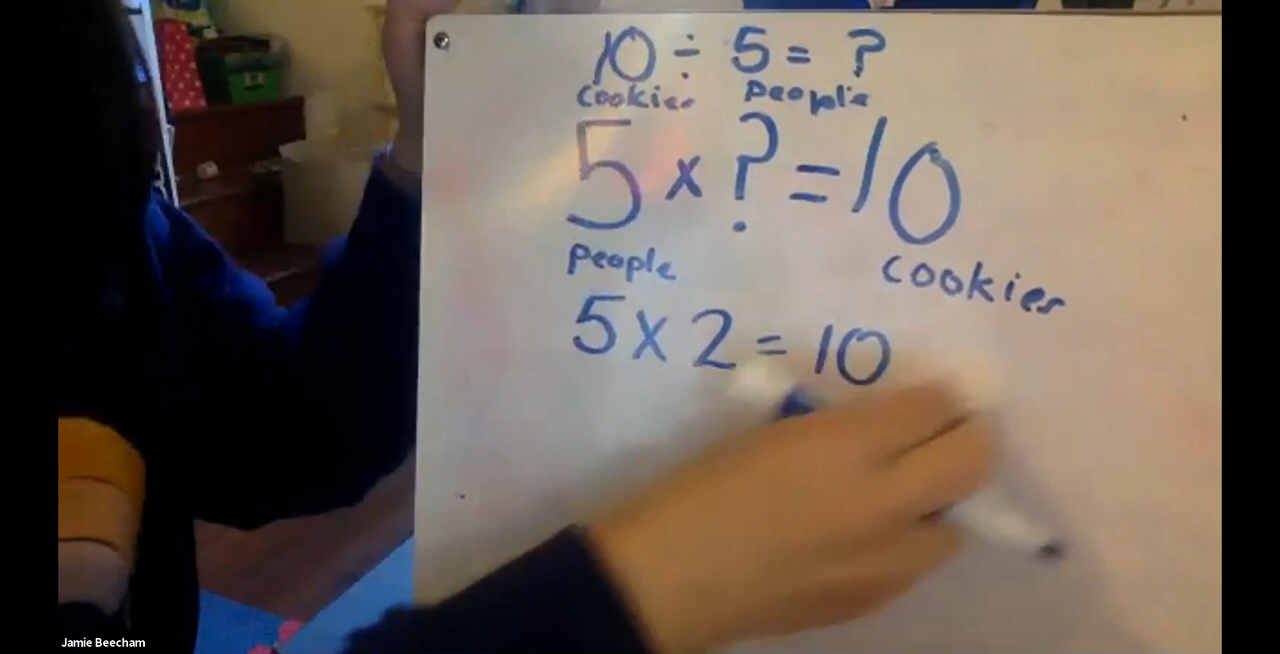 10 ÷ 5 = ?
cookies people
5 x ? = 10
people cookies
5 x 2 = 10
Jamie Beecham